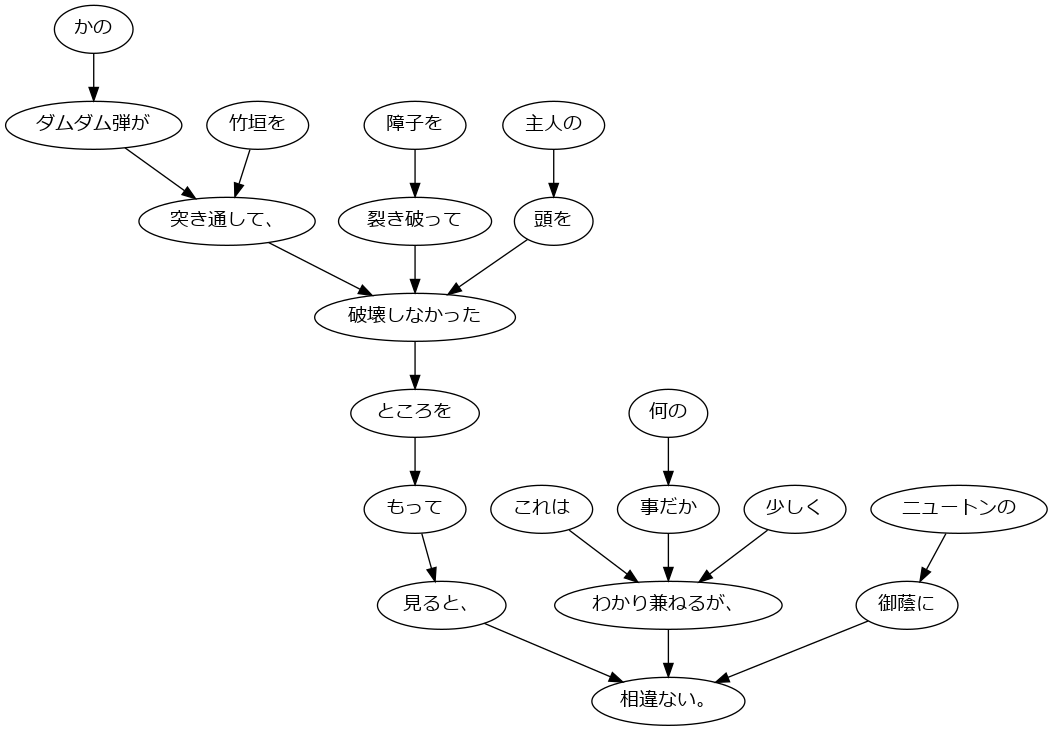 かの
ダムダム弾が
竹垣を
障子を
主人の
突き通して、
裂き破って
頭を
破壊しなかった
ところを
何の
もって
これは
事だか
少しく
ニュートンの
見ると、
わかり兼ねるが、
御蔭に
相違ない。